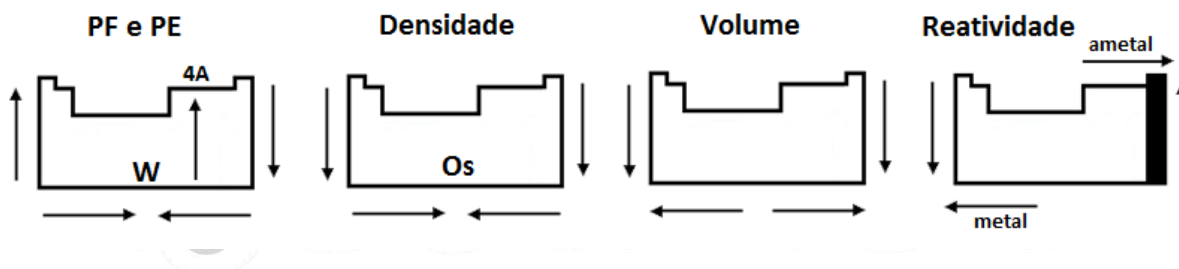 PF e PE
Densidade
Volume
Reatividade
ametal
4A
W
Os
metal